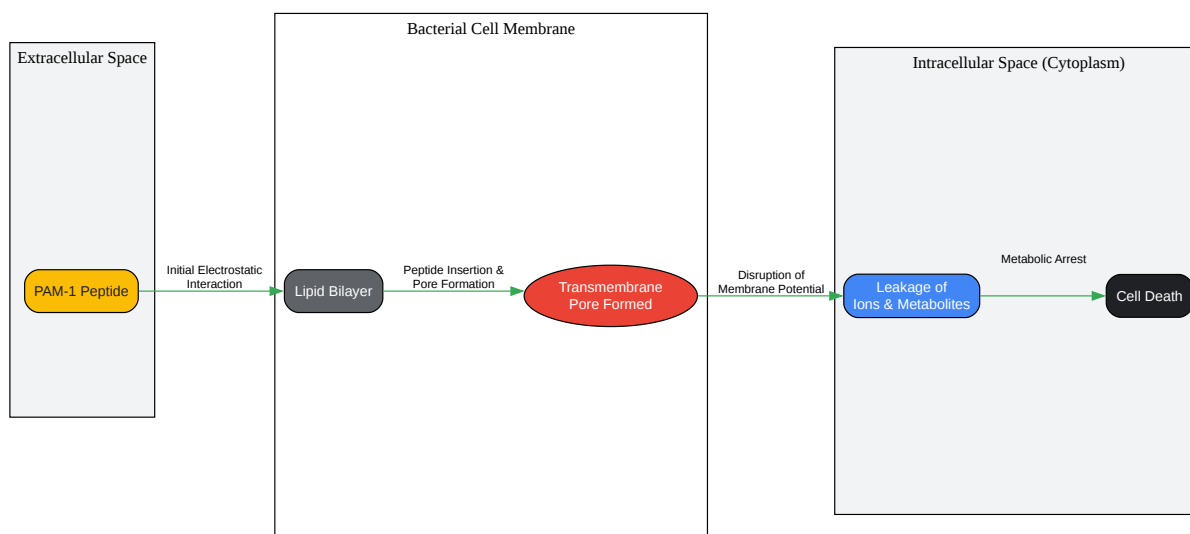 Extracellular Space
PAM-1 Peptide
Initial Electrostatic
Interaction
Bacterial Cell Membrane
Lipid Bilayer
Peptide Insertion &
Pore Formation
Transmembrane
Pore Formed
Disruption of
Membrane Potential
Intracellular Space (Cytoplasm)
Leakage of
Ions & Metabolites
Metabolic Arrest
Cell Death